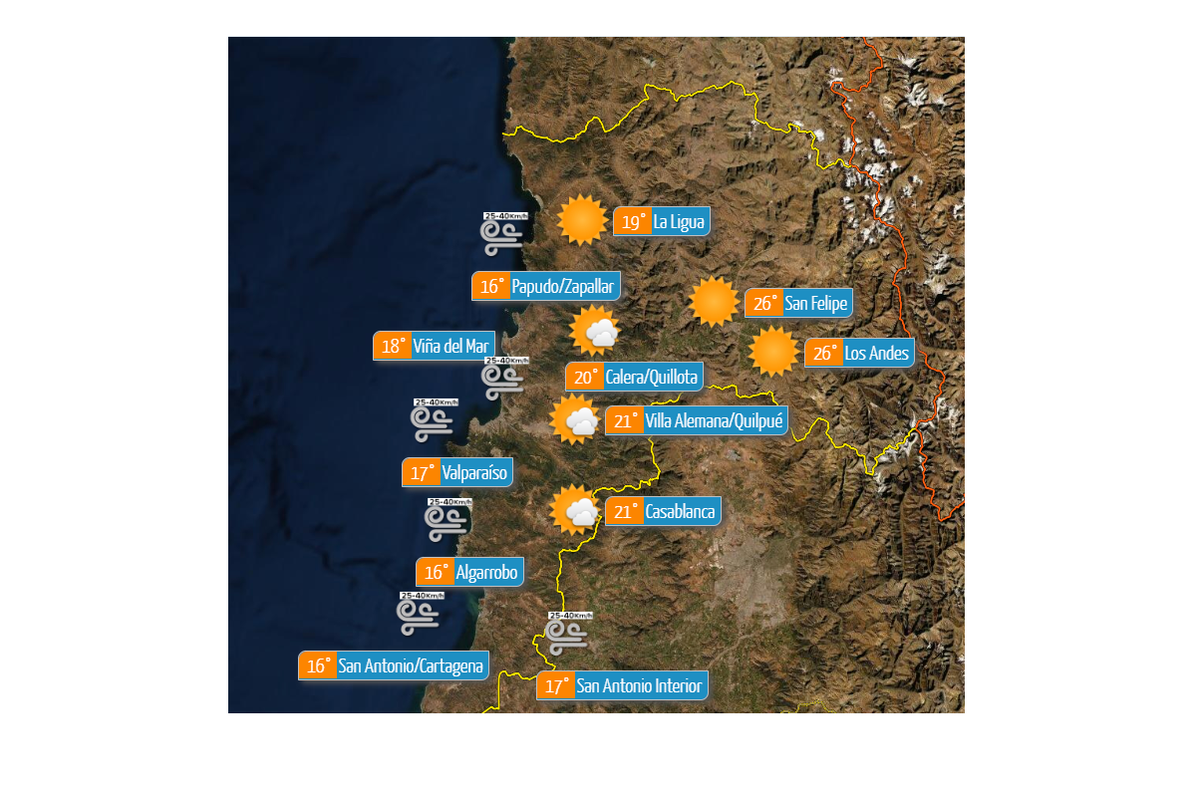 25-40Km/h
19° La Ligua
16° Papudo/Zapallar
26° San Felipe
18° Viña del Mar
26° Los Andes
25-40Km/h
20° Calera/Quillota
25-40Km/h
21° Villa Alemana/Quilpué
17° Valparaíso
25-40Km/h
21° Casablanca
16° Algarrobo
25-40Km/h
25-40Km/h
16° San Antonio/Cartagena
17° San Antonio Interior